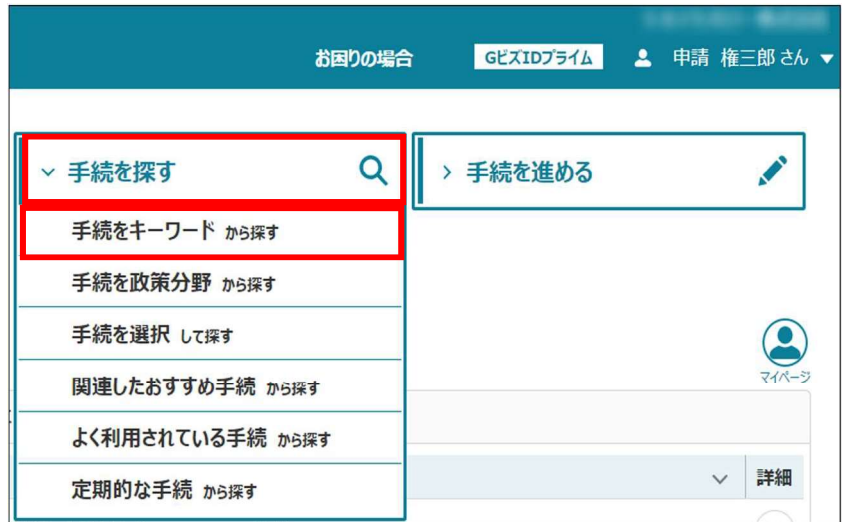 お困りの場合 GビズIDプライム 申請 権三郎 さん ▼
手続を探す
手続を進める
手続をキーワード から探す
手続を政策分野 から探す
手続を選択 して探す
関連したおすすめ手続 から探す
よく利用されている手続 から探す
定期的な手続 から探す
マイページ
詳細